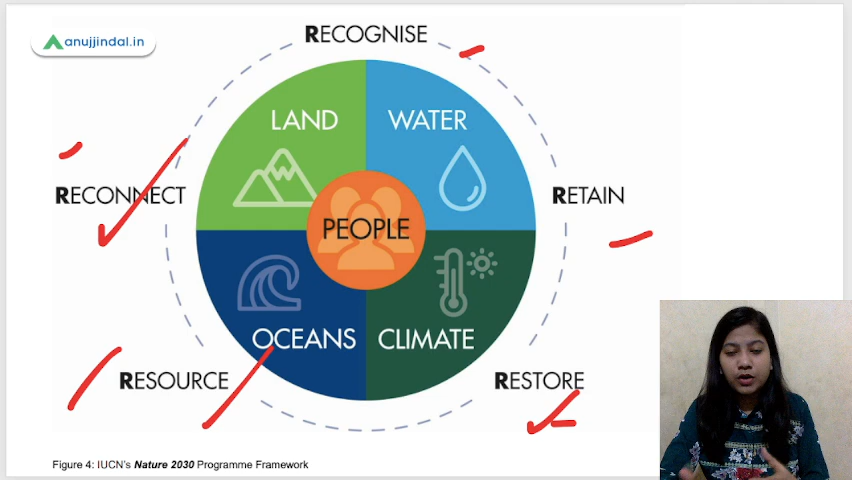 anujjindal.in
RECOGNISE
LAND
WATER
RECONNECT
RETAIN
PEOPLE
OCEANS
CLIMATE
RESOURCE
RESTORE
Figure 4: IUCN's Nature 2030 Programme Framework